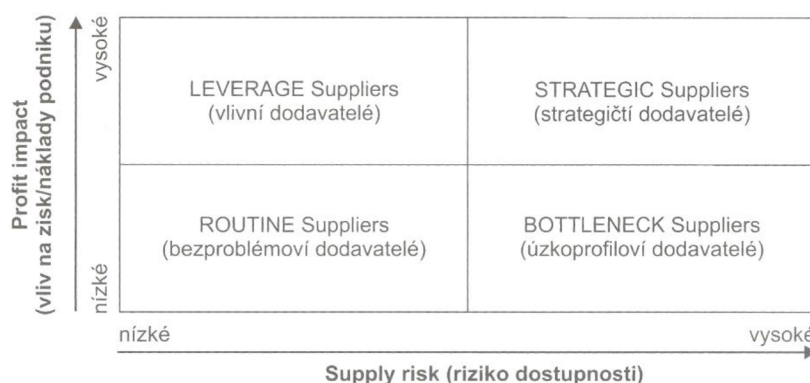 Profit impact
(vliv na zisk/náklady podniku)
vysoké
nízké
LEVERAGE Suppliers
(vlivní dodavatelé)
STRATEGIC Suppliers
(strategičtí dodavatelé)
ROUTINE Suppliers
(bezproblémoví dodavatelé)
BOTTLENECK Suppliers
(úzkoprofiloví dodavatelé)
nízké
vysoké
Supply risk (riziko dostupnosti)